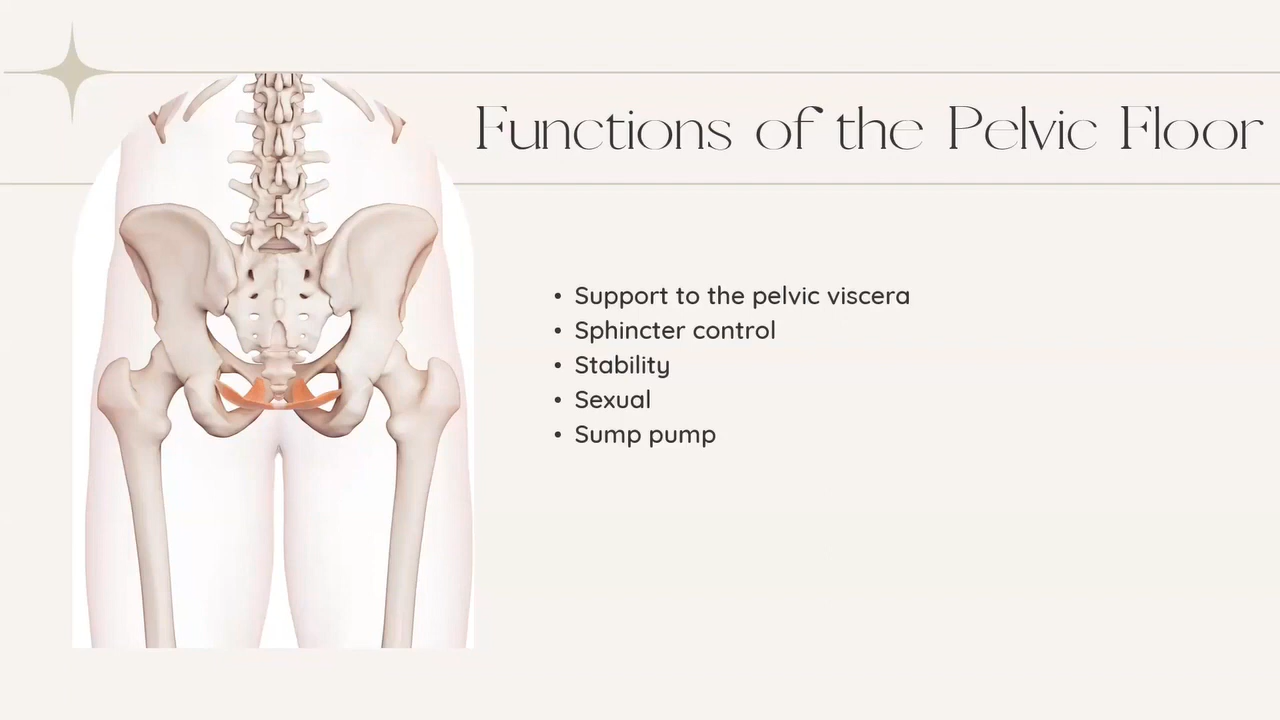 Functions of the Pelvic Floor
• Support to the pelvic viscera
• Sphincter control
• Stability
• Sexual
• Sump pump